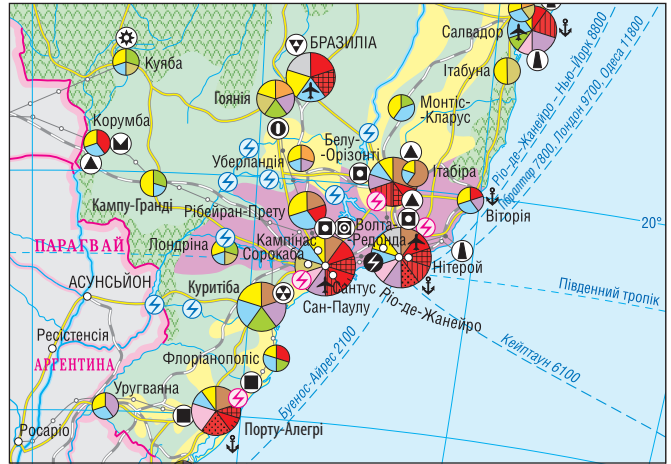 Салвадор
БРАЗИЛІА
Куяба
Ітабуна
Гоянія
Монтіс-
-Кларус
Корумба
Белу-
-Орізонті
Уберландія
Ітабіра
Кампу-Гранді
Рібейран-Прету
Віторія
20°
Волта-
-Редонда
Лондріна
Кампінас
Сорокаба
ПАРАГВАЙ
Нітерой
АСУНСЬЙОН
Сантус
Сан-Паулу
Ріо-де-Жанейро
Куритіба
Південний тропік
Ресістенсія
Флоріанополіс
АРГЕНТИНА
Уругваяна
Порту-Алегрі
Росаріо
Буенос-Айрес 2100
Кейптаун 6100
Ріо-де-Жанейро – Нью-Йорк 8800
Гібралтар 7800, Лондон 9700, Одеса 11800